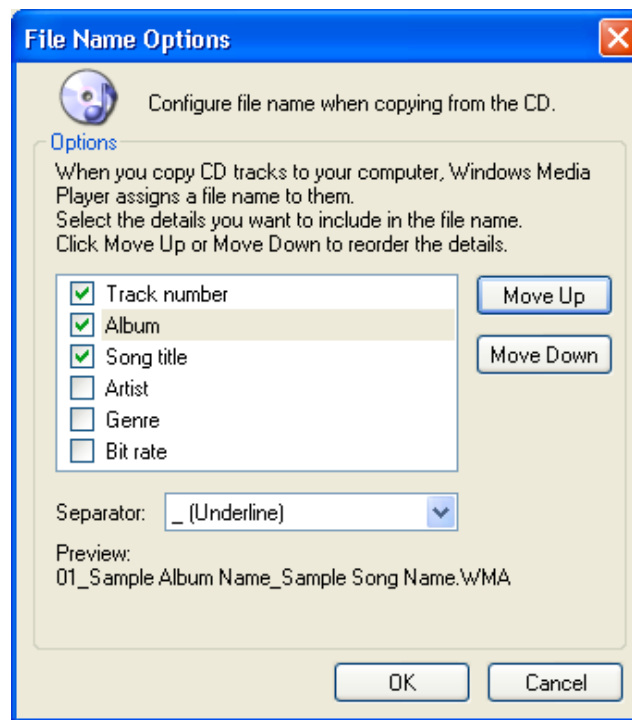 File Name Options
Configure file name when copying from the CD.
Options
When you copy CD tracks to your computer, Windows Media
Player assigns a file name to them.
Select the details you want to include in the file name.
Click Move Up or Move Down to reorder the details.
Track number
Album
Song title
Artist
Genre
Bit rate
Move Up
Move Down
Separator: _ (Underline)
Preview:
01_Sample Album Name_Sample Song Name.WMA
OK
Cancel